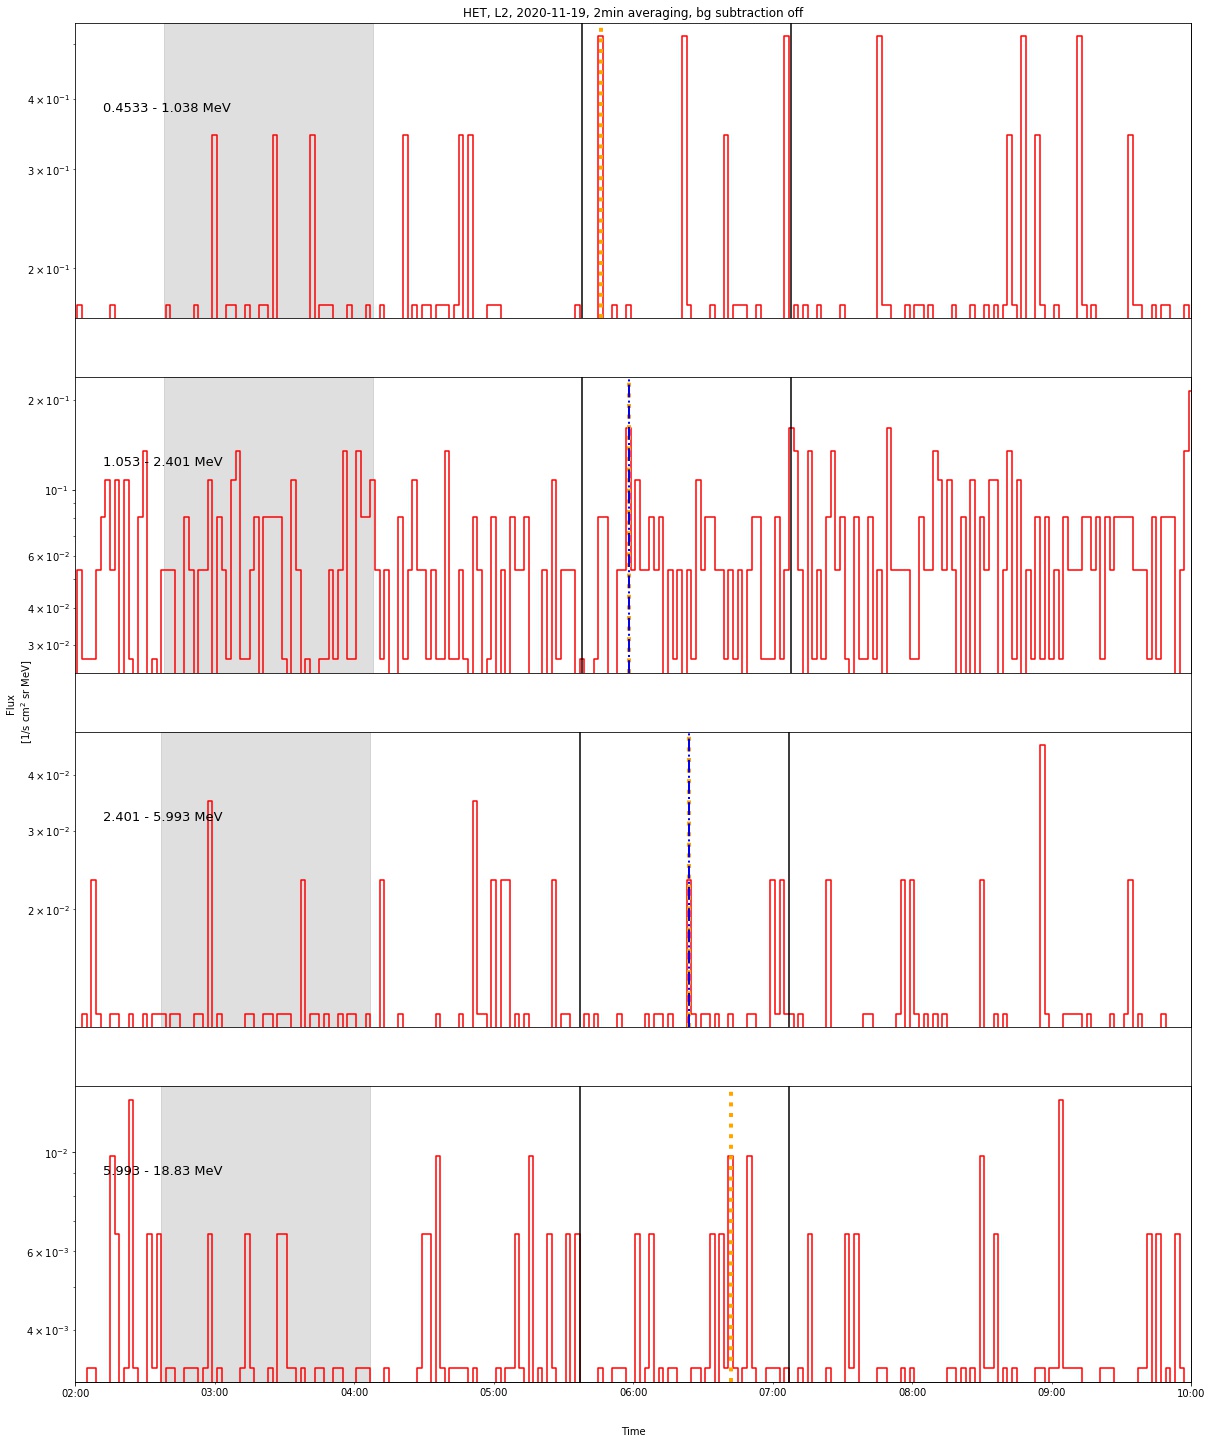 HET, L2, 2020-11-19, 2min averaging, bg subtraction off
4 × 10⁻¹
3 × 10⁻¹
2 × 10⁻¹
0.4533 - 1.038 MeV
2 × 10⁻¹
10⁻¹
6 × 10⁻²
4 × 10⁻²
3 × 10⁻²
1.053 - 2.401 MeV
Flux
[1/s cm² sr MeV]
4 × 10⁻²
3 × 10⁻²
2 × 10⁻²
2.401 - 5.993 MeV
10⁻²
6 × 10⁻³
4 × 10⁻³
5.993 - 18.83 MeV
02:00 03:00 04:00 05:00 06:00 07:00 08:00 09:00 10:00
Time